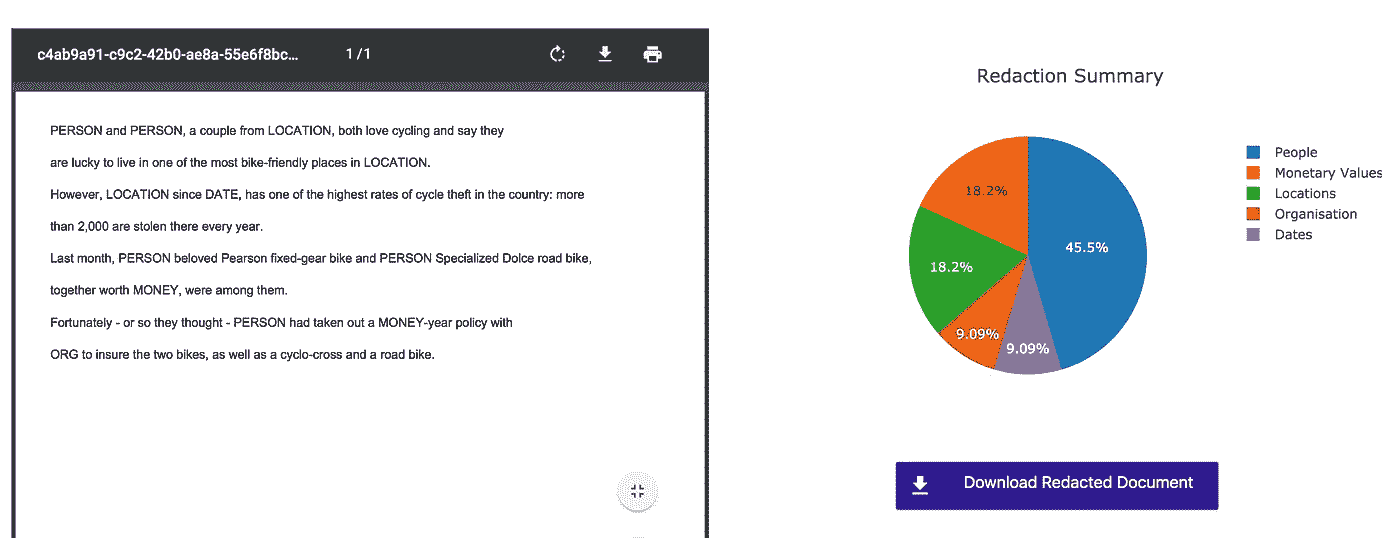 c4ab9a91-c9c2-42b0-ae8a-55e6f8bc...
1 / 1
PERSON and PERSON, a couple from LOCATION, both love cycling and say they
are lucky to live in one of the most bike-friendly places in LOCATION.
However, LOCATION since DATE, has one of the highest rates of cycle theft in the country: more
than 2,000 are stolen there every year.
Last month, PERSON beloved Pearson fixed-gear bike and PERSON Specialized Dolce road bike,
together worth MONEY, were among them.
Fortunately - or so they thought - PERSON had taken out a MONEY-year policy with
ORG to insure the two bikes, as well as a cyclo-cross and a road bike.
Redaction Summary
18.2%
45.5%
18.2%
9.09%
9.09%
People
Monetary Values
Locations
Organisation
Dates
Download Redacted Document